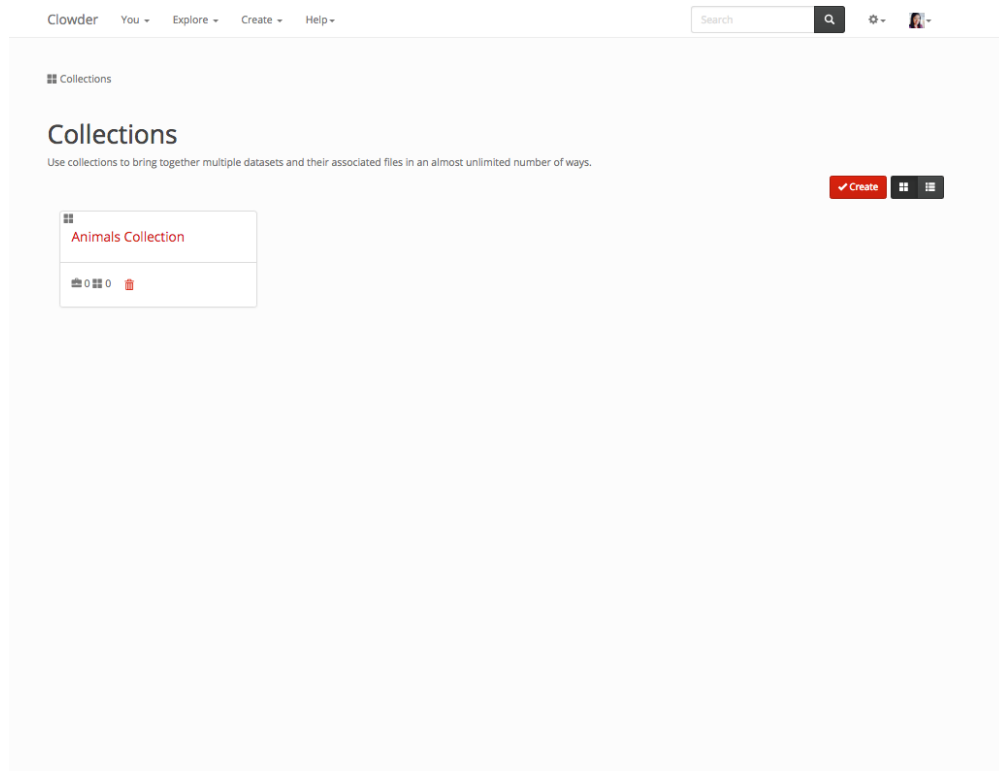 Clowder You Explore Create Help Search
Collections
Collections
Use collections to bring together multiple datasets and their associated files in an almost unlimited number of ways.
Create
Animals Collection
0 0